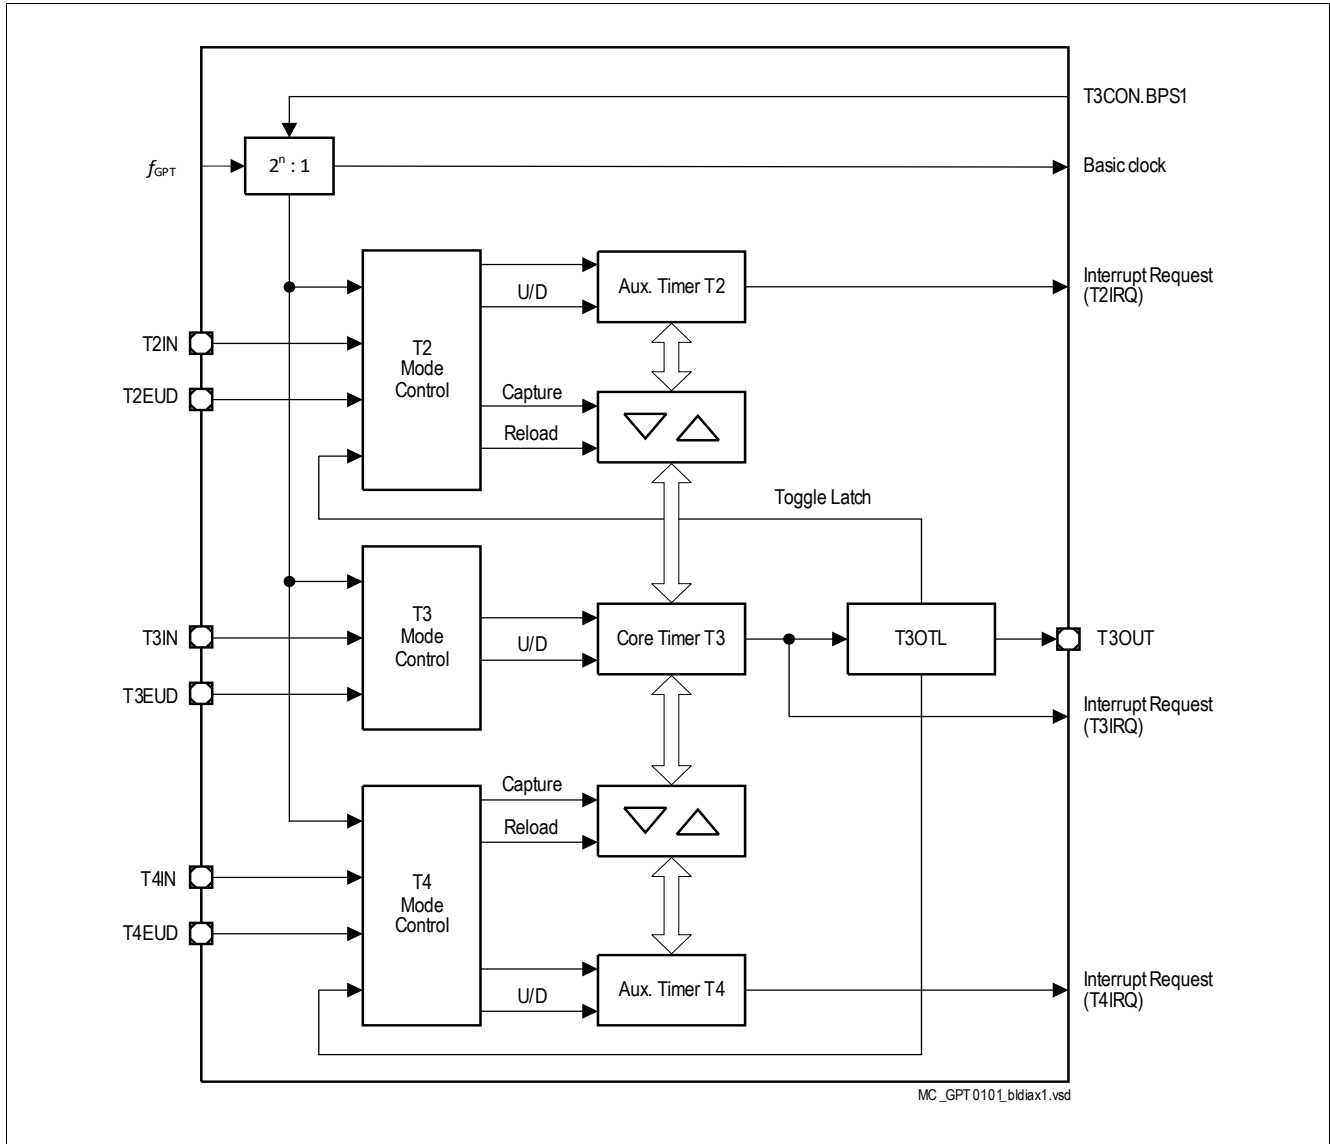 T3CON.BPS1
fGPT
2n : 1
Basic clock
Interrupt Request
(T2IRQ)
U/D
Aux. Timer T2
T2IN
T2
Mode
Control
T2EUD
Capture
Reload
Toggle Latch
T3
Mode
Control
T3IN
U/D
Core Timer T3
T3OTL
T3OUT
T3EUD
Interrupt Request
(T3IRQ)
Capture
Reload
T4IN
T4
Mode
Control
T4EUD
U/D
Aux. Timer T4
Interrupt Request
(T4IRQ)
MC_GPT0101_bldiax1.vsd